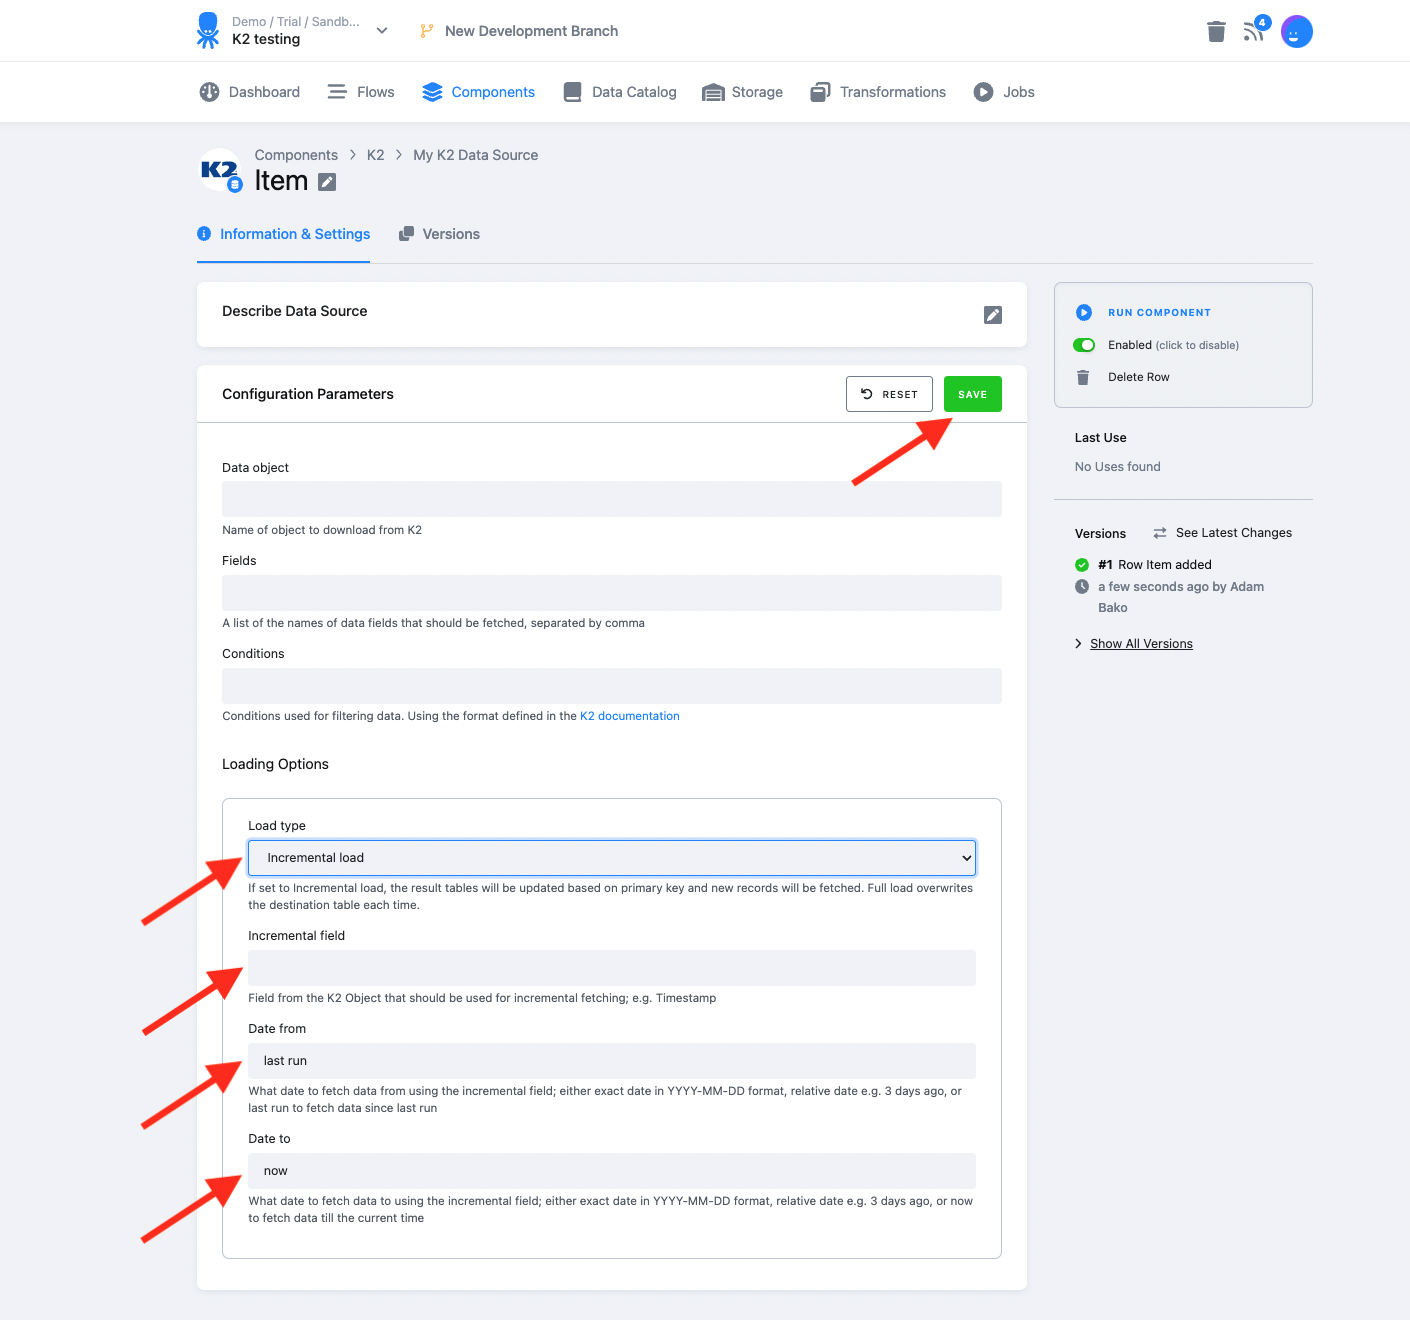 Demo / Trial / Sandb...
K2 testing
New Development Branch
4
Dashboard
Flows
Components
Data Catalog
Storage
Transformations
Jobs
K2
Components > K2 > My K2 Data Source
Item
Information & Settings
Versions
Describe Data Source
Configuration Parameters
RESET
SAVE
Data object
Name of object to download from K2
Fields
A list of the names of data fields that should be fetched, separated by comma
Conditions
Conditions used for filtering data. Using the format defined in the K2 documentation
Loading Options
Load type
Incremental load
If set to Incremental load, the result tables will be updated based on primary key and new records will be fetched. Full load overwrites
the destination table each time.
Incremental field
Field from the K2 Object that should be used for incremental fetching; e.g. Timestamp
Date from
last run
What date to fetch data from using the incremental field; either exact date in YYYY-MM-DD format, relative date e.g. 3 days ago, or
last run to fetch data since last run
Date to
now
What date to fetch data to using the incremental field; either exact date in YYYY-MM-DD format, relative date e.g. 3 days ago, or now
to fetch data till the current time
RUN COMPONENT
Enabled (click to disable)
Delete Row
Last Use
No Uses found
Versions
See Latest Changes
#1 Row Item added
a few seconds ago by Adam
Bako
Show All Versions